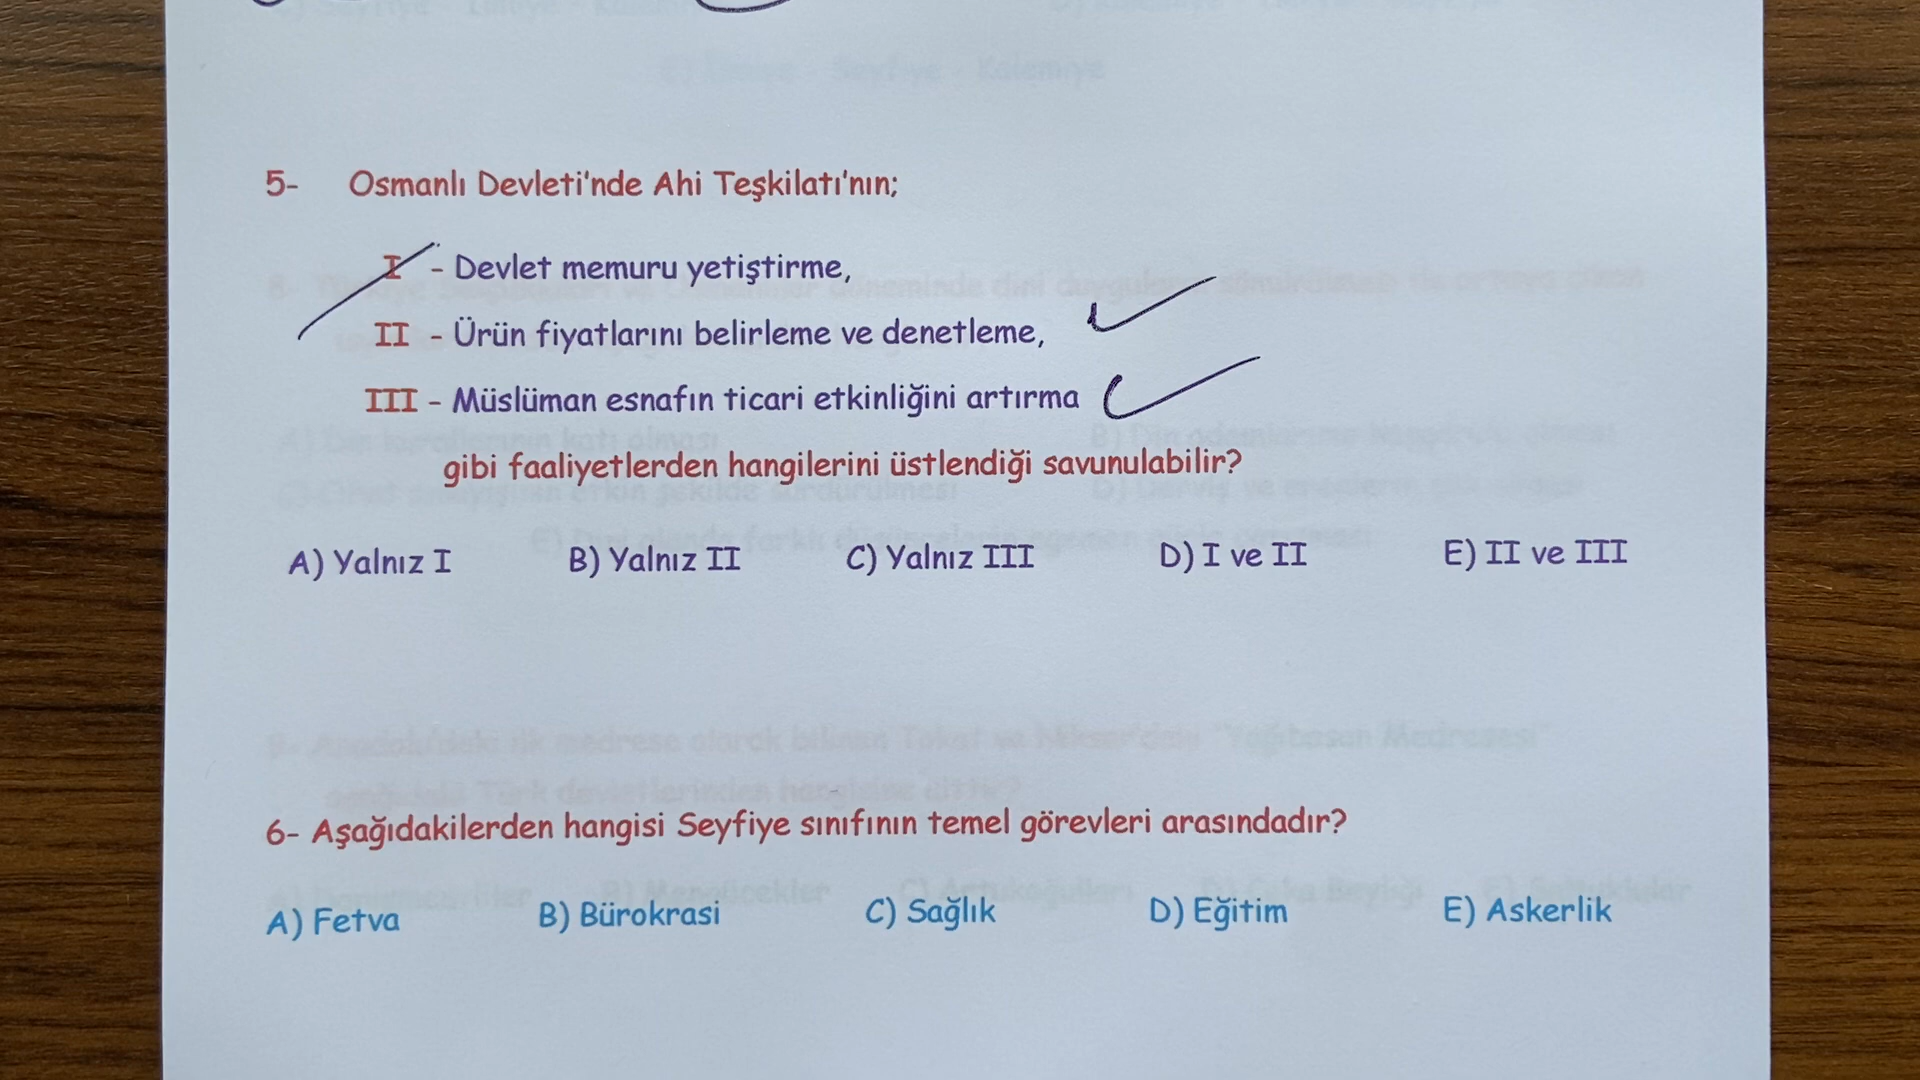 5- Osmanlı Devleti'nde Ahi Teşkilatı'nın;
I - Devlet memuru yetiştirme,
II - Ürün fiyatlarını belirleme ve denetleme,
III - Müslüman esnafın ticari etkinliğini artırma
gibi faaliyetlerden hangilerini üstlendiği savunulabilir?
A) Yalnız I B) Yalnız II C) Yalnız III D) I ve II E) II ve III
6- Aşağıdakilerden hangisi Seyfiye sınıfının temel görevleri arasındadır?
A) Fetva B) Bürokrasi C) Sağlık D) Eğitim E) Askerlik